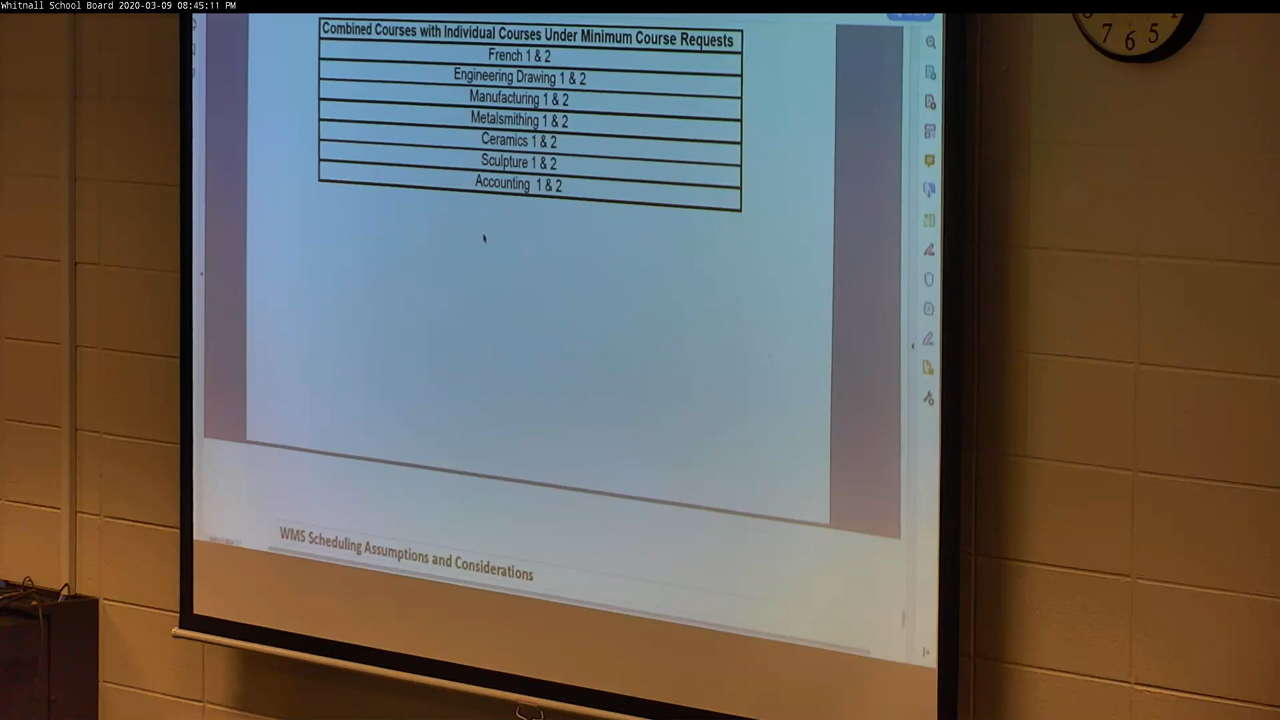 Whitnall School Board 2020-03-09 08:45:11 PM
Combined Courses with Individual Courses Under Minimum Course Requests
French 1 & 2
Engineering Drawing 1 & 2
Manufacturing 1 & 2
Metalsmithing 1 & 2
Ceramics 1 & 2
Sculpture 1 & 2
Accounting 1 & 2
WMS Scheduling Assumptions and Considerations
7 6 5